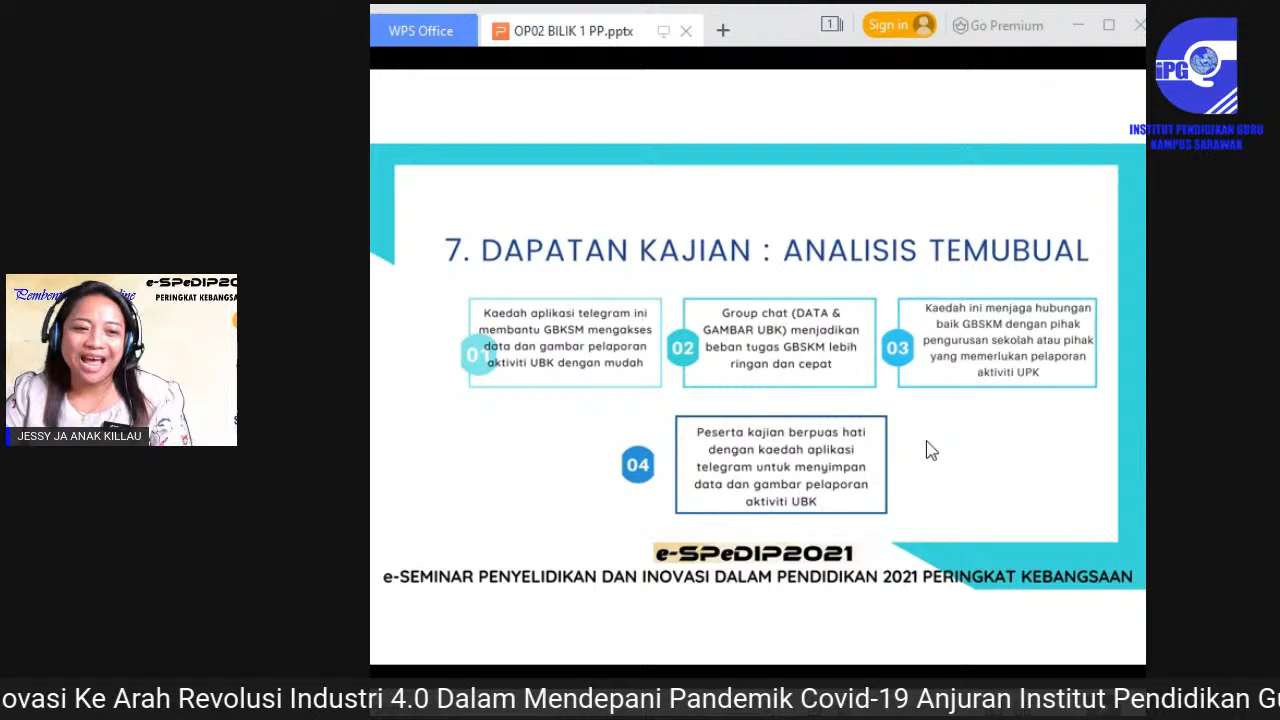 WPS Office
OP02 BILIK 1 PP.pptx
1
Sign in
Go Premium
iPG
INSTITUT PENDIDIKAN GURU
KAMPUS SARAWAK
7. DAPATAN KAJIAN : ANALISIS TEMUBUAL
01
Kaedah aplikasi telegram ini
membantu GBKSM mengakses
data dan gambar pelaporan
aktiviti UBK dengan mudah
02
Group chat (DATA &
GAMBAR UBK) menjadikan
beban tugas GBSKM lebih
ringan dan cepat
03
Kaedah ini menjaga hubungan
baik GBSKM dengan pihak
pengurusan sekolah atau pihak
yang memerlukan pelaporan
aktiviti UPK
04
Peserta kajian berpuas hati
dengan kaedah aplikasi
telegram untuk menyimpan
data dan gambar pelaporan
aktiviti UBK
e-SPeDIP2021
e-SEMINAR PENYELIDIKAN DAN INOVASI DALAM PENDIDIKAN 2021 PERINGKAT KEBANGSAAN
e-SPeDIP20
PERINGKAT KEBANGSA
JESSY JA ANAK KILLAU
ovasi Ke Arah Revolusi Industri 4.0 Dalam Mendepani Pandemik Covid-19 Anjuran Institut Pendidikan Gu